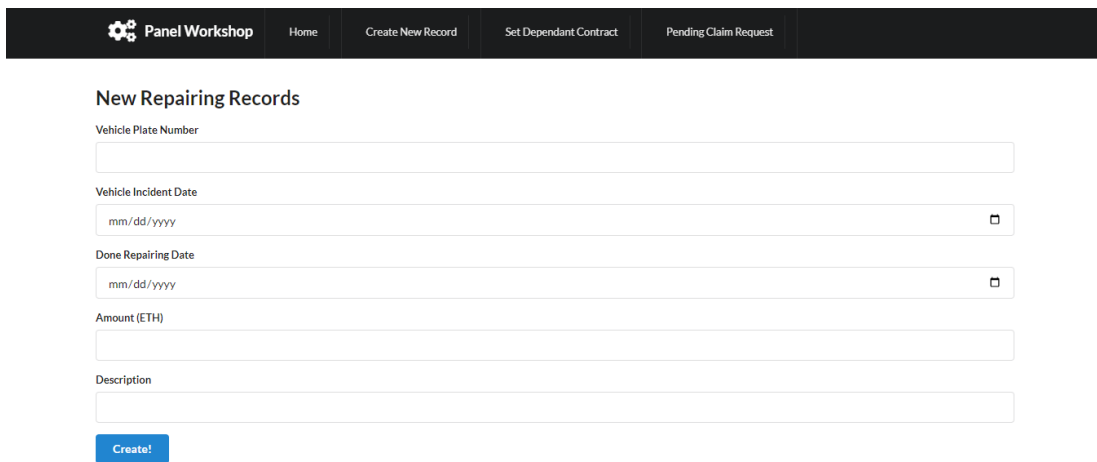 Panel Workshop Home Create New Record Set Dependant Contract Pending Claim Request
New Repairing Records
Vehicle Plate Number
Vehicle Incident Date
mm/dd/yyyy
Done Repairing Date
mm/dd/yyyy
Amount (ETH)
Description
Create!